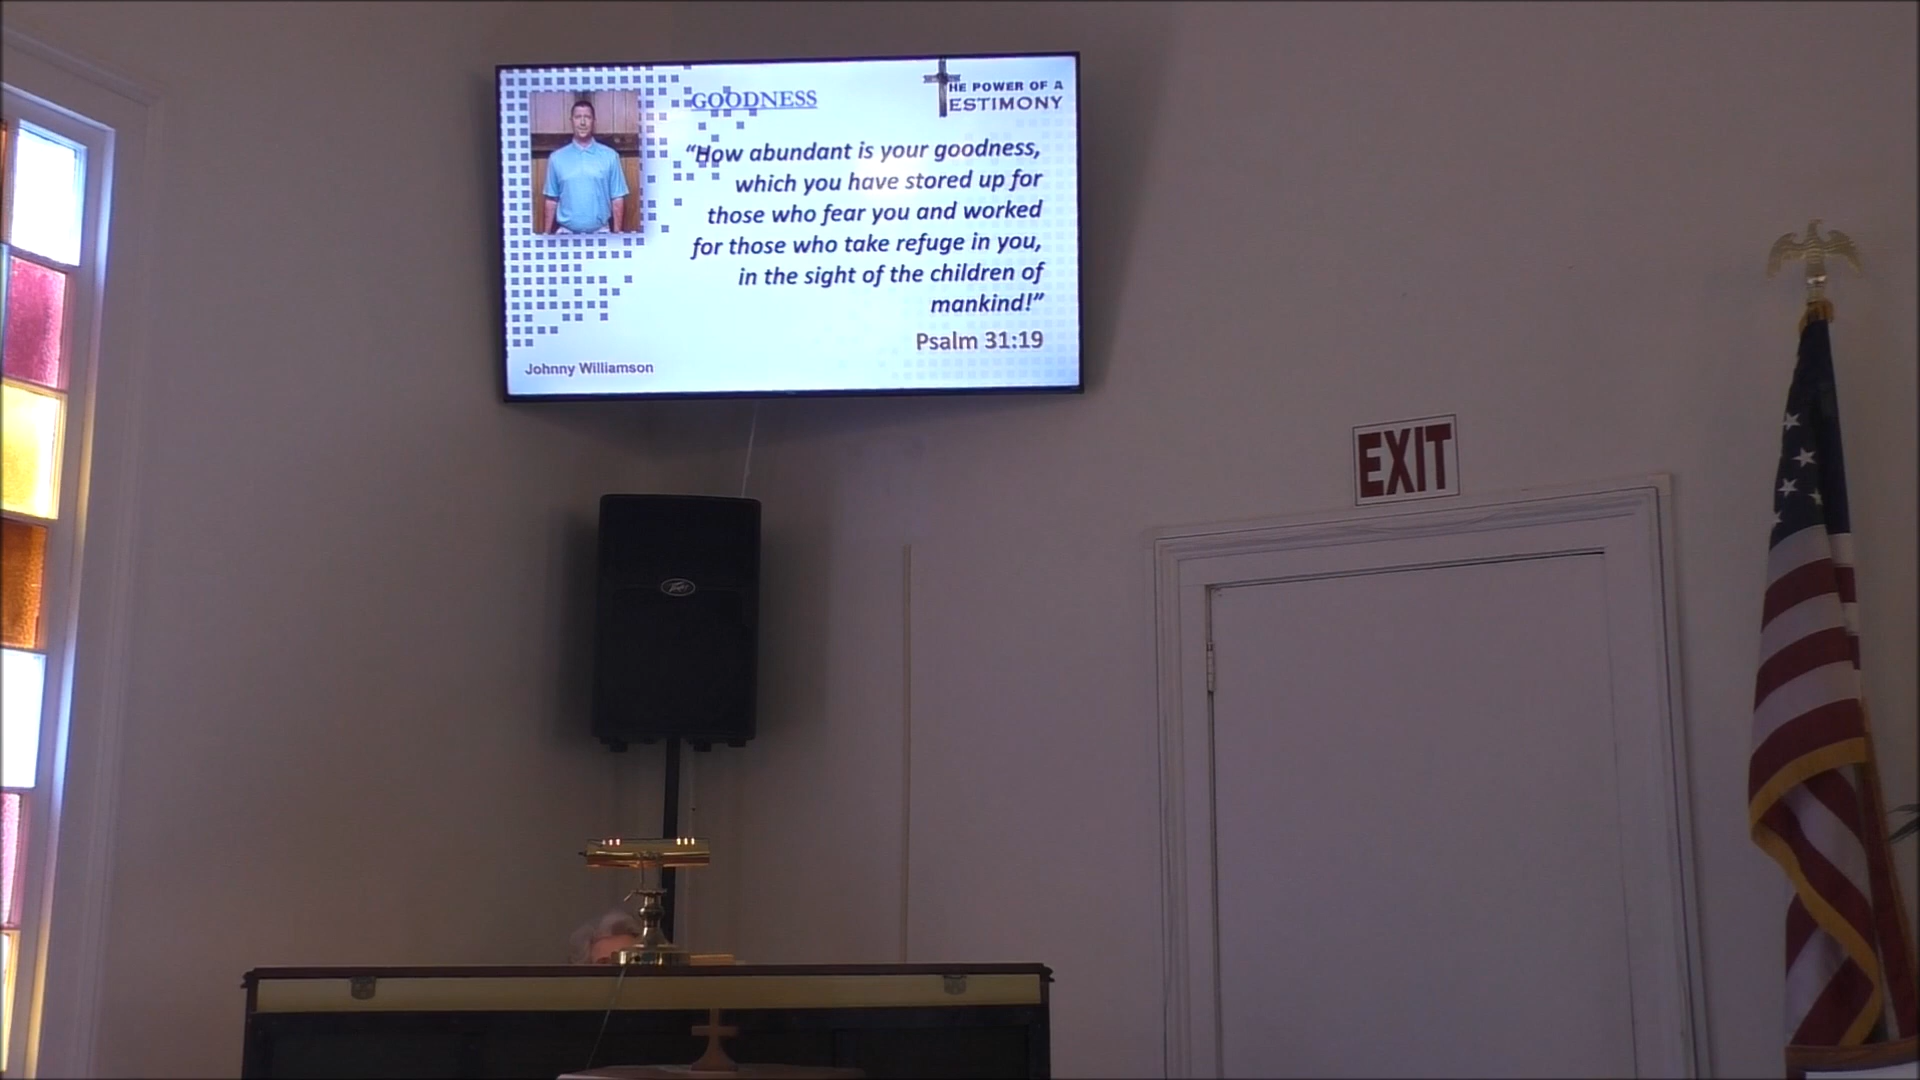 GOODNESS
THE POWER OF A
TESTIMONY
“How abundant is your goodness,
which you have stored up for
those who fear you and worked
for those who take refuge in you,
in the sight of the children of
mankind!”
Psalm 31:19
Johnny Williamson
EXIT
Peavey